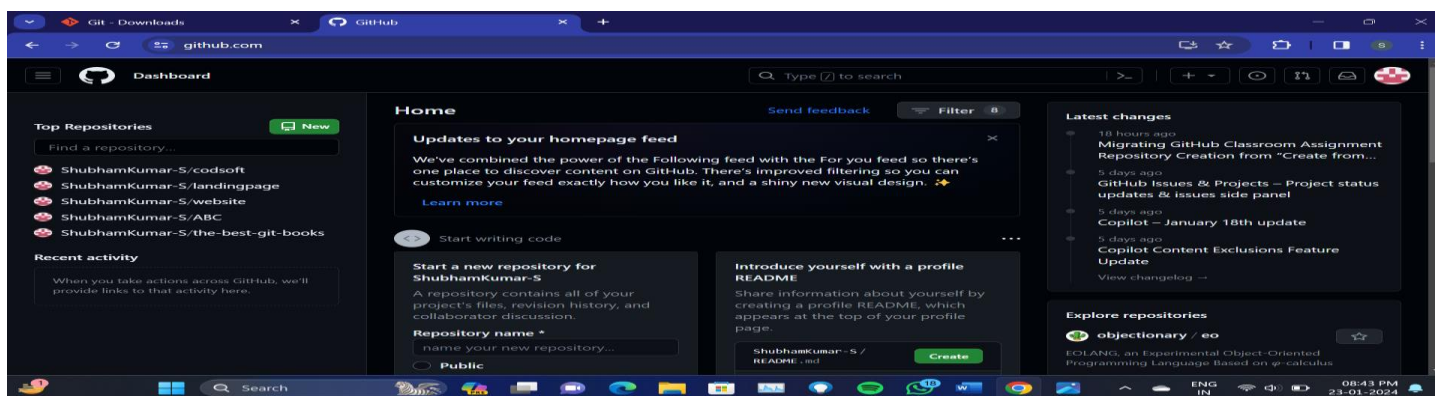 Git - Downloads
GitHub
github.com
Dashboard
Type / to search
Top Repositories
New
Find a repository...
ShubhamKumar-S/codsoft
ShubhamKumar-S/landingpage
ShubhamKumar-S/website
ShubhamKumar-S/ABC
ShubhamKumar-S/the-best-git-books
Recent activity
When you take actions across GitHub, we'll
provide links to that activity here.
Home
Send feedback
Filter 8
Updates to your homepage feed
We've combined the power of the Following feed with the For you feed so there's
one place to discover content on GitHub. There's improved filtering so you can
customize your feed exactly how you like it, and a shiny new visual design. ✨
Learn more
Start writing code
Start a new repository for
ShubhamKumar-S
A repository contains all of your
project's files, revision history, and
collaborator discussion.
Repository name *
name your new repository...
Public
Introduce yourself with a profile
README
Share information about yourself by
creating a profile README, which
appears at the top of your profile
page.
ShubhamKumar-S /
README.md
Create
Latest changes
18 hours ago
Migrating GitHub Classroom Assignment
Repository Creation from "Create from...
5 days ago
GitHub Issues & Projects – Project status
updates & issues side panel
5 days ago
Copilot – January 18th update
5 days ago
Copilot Content Exclusions Feature
Update
View changelog →
Explore repositories
objectionary / eo
EOLANG, an Experimental Object-Oriented
Programming Language Based on φ-calculus
Search
PRE
18
ENG
IN
08:43 PM
23-01-2024